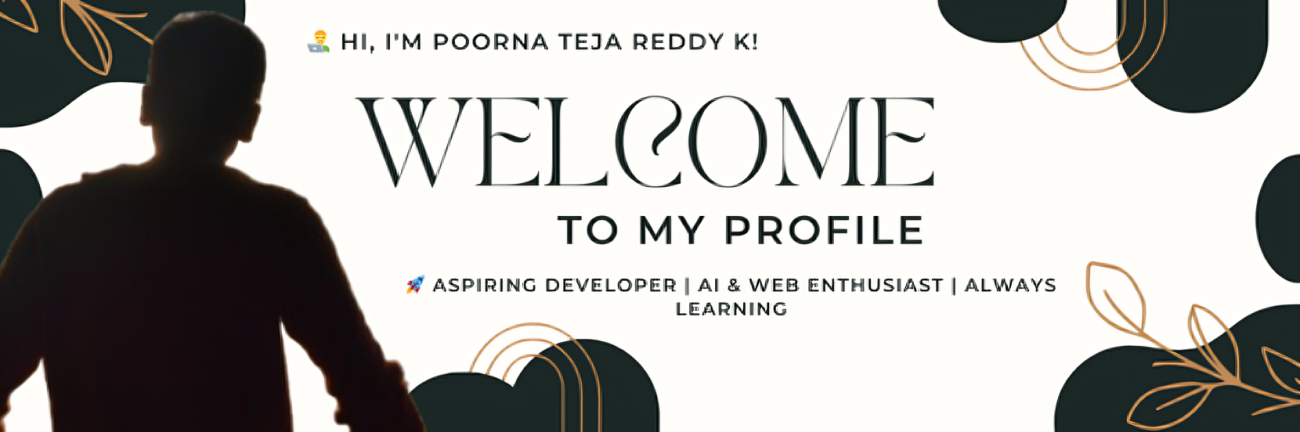 👨‍💻 HI, I'M POORNA TEJA REDDY K!
WELCOME
TO MY PROFILE
🚀 ASPIRING DEVELOPER | AI & WEB ENTHUSIAST | ALWAYS
LEARNING